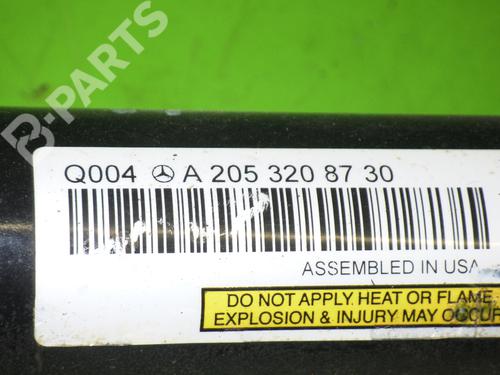 B-PARTS
Q004 A 205 320 87 30
ASSEMBLED IN USA
DO NOT APPLY HEAT OR FLAME
EXPLOSION & INJURY MAY OCCUR